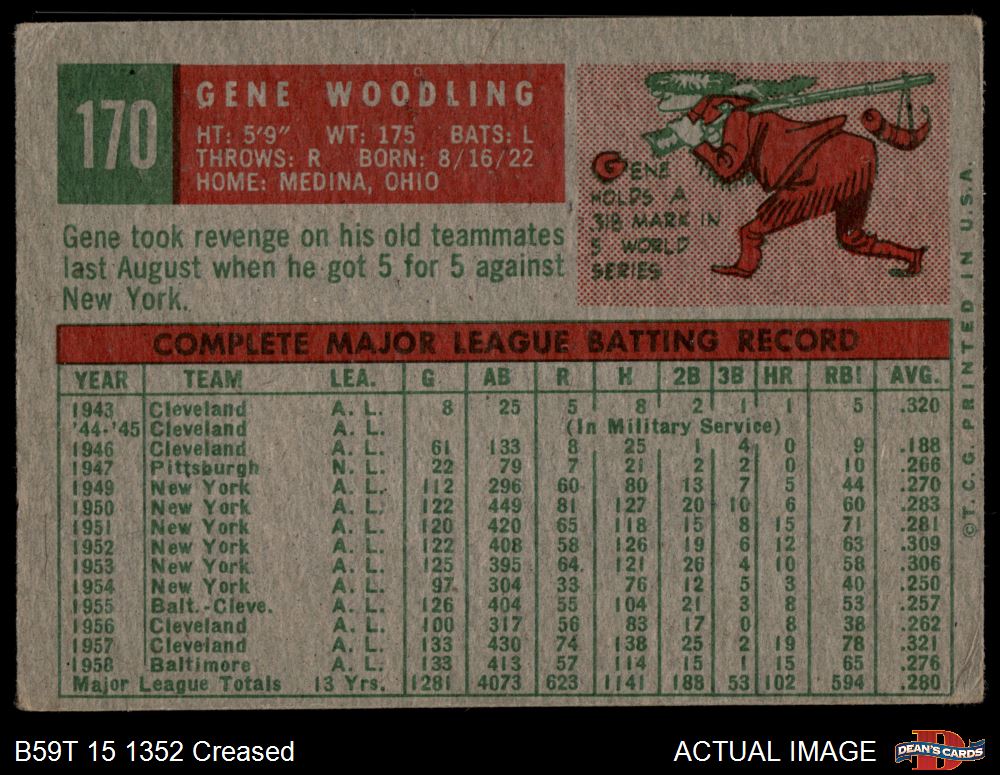 170
GENE WOODLING
HT: 5'9" WT: 175 BATS: L
THROWS: R BORN: 8/16/22
HOME: MEDINA, OHIO
GENE
HOLDS A
.318 MARK IN
5 WORLD
SERIES
Gene took revenge on his old teammates
last August when he got 5 for 5 against
New York.
COMPLETE MAJOR LEAGUE BATTING RECORD
YEAR TEAM LEA. G AB R H 2B 3B HR RBI AVG.
1943 Cleveland A. L. 8 25 5 8 2 1 1 5 .320
'44-'45 Cleveland A. L. (In Military Service)
1946 Cleveland A. L. 61 133 8 25 1 4 0 9 .188
1947 Pittsburgh N. L. 22 79 7 21 2 2 0 10 .266
1949 New York A. L. 112 296 60 80 13 7 5 44 .270
1950 New York A. L. 122 449 81 127 20 10 6 60 .283
1951 New York A. L. 120 420 65 118 15 8 15 71 .281
1952 New York A. L. 122 408 58 126 19 6 12 63 .309
1953 New York A. L. 125 395 64 121 26 4 10 58 .306
1954 New York A. L. 97 304 33 76 12 5 3 40 .250
1955 Balt.-Cleve. A. L. 126 404 55 104 21 3 8 53 .257
1956 Cleveland A. L. 100 317 56 83 17 0 8 38 .262
1957 Cleveland A. L. 133 430 74 138 25 2 19 78 .321
1958 Baltimore A. L. 133 413 57 114 15 1 15 65 .276
Major League Totals 13 Yrs. 1281 4073 623 1141 188 53 102 594 .280
©T. C. G. PRINTED IN U.S.A.
B59T 15 1352 Creased
ACTUAL IMAGE
DEAN'S CARDS